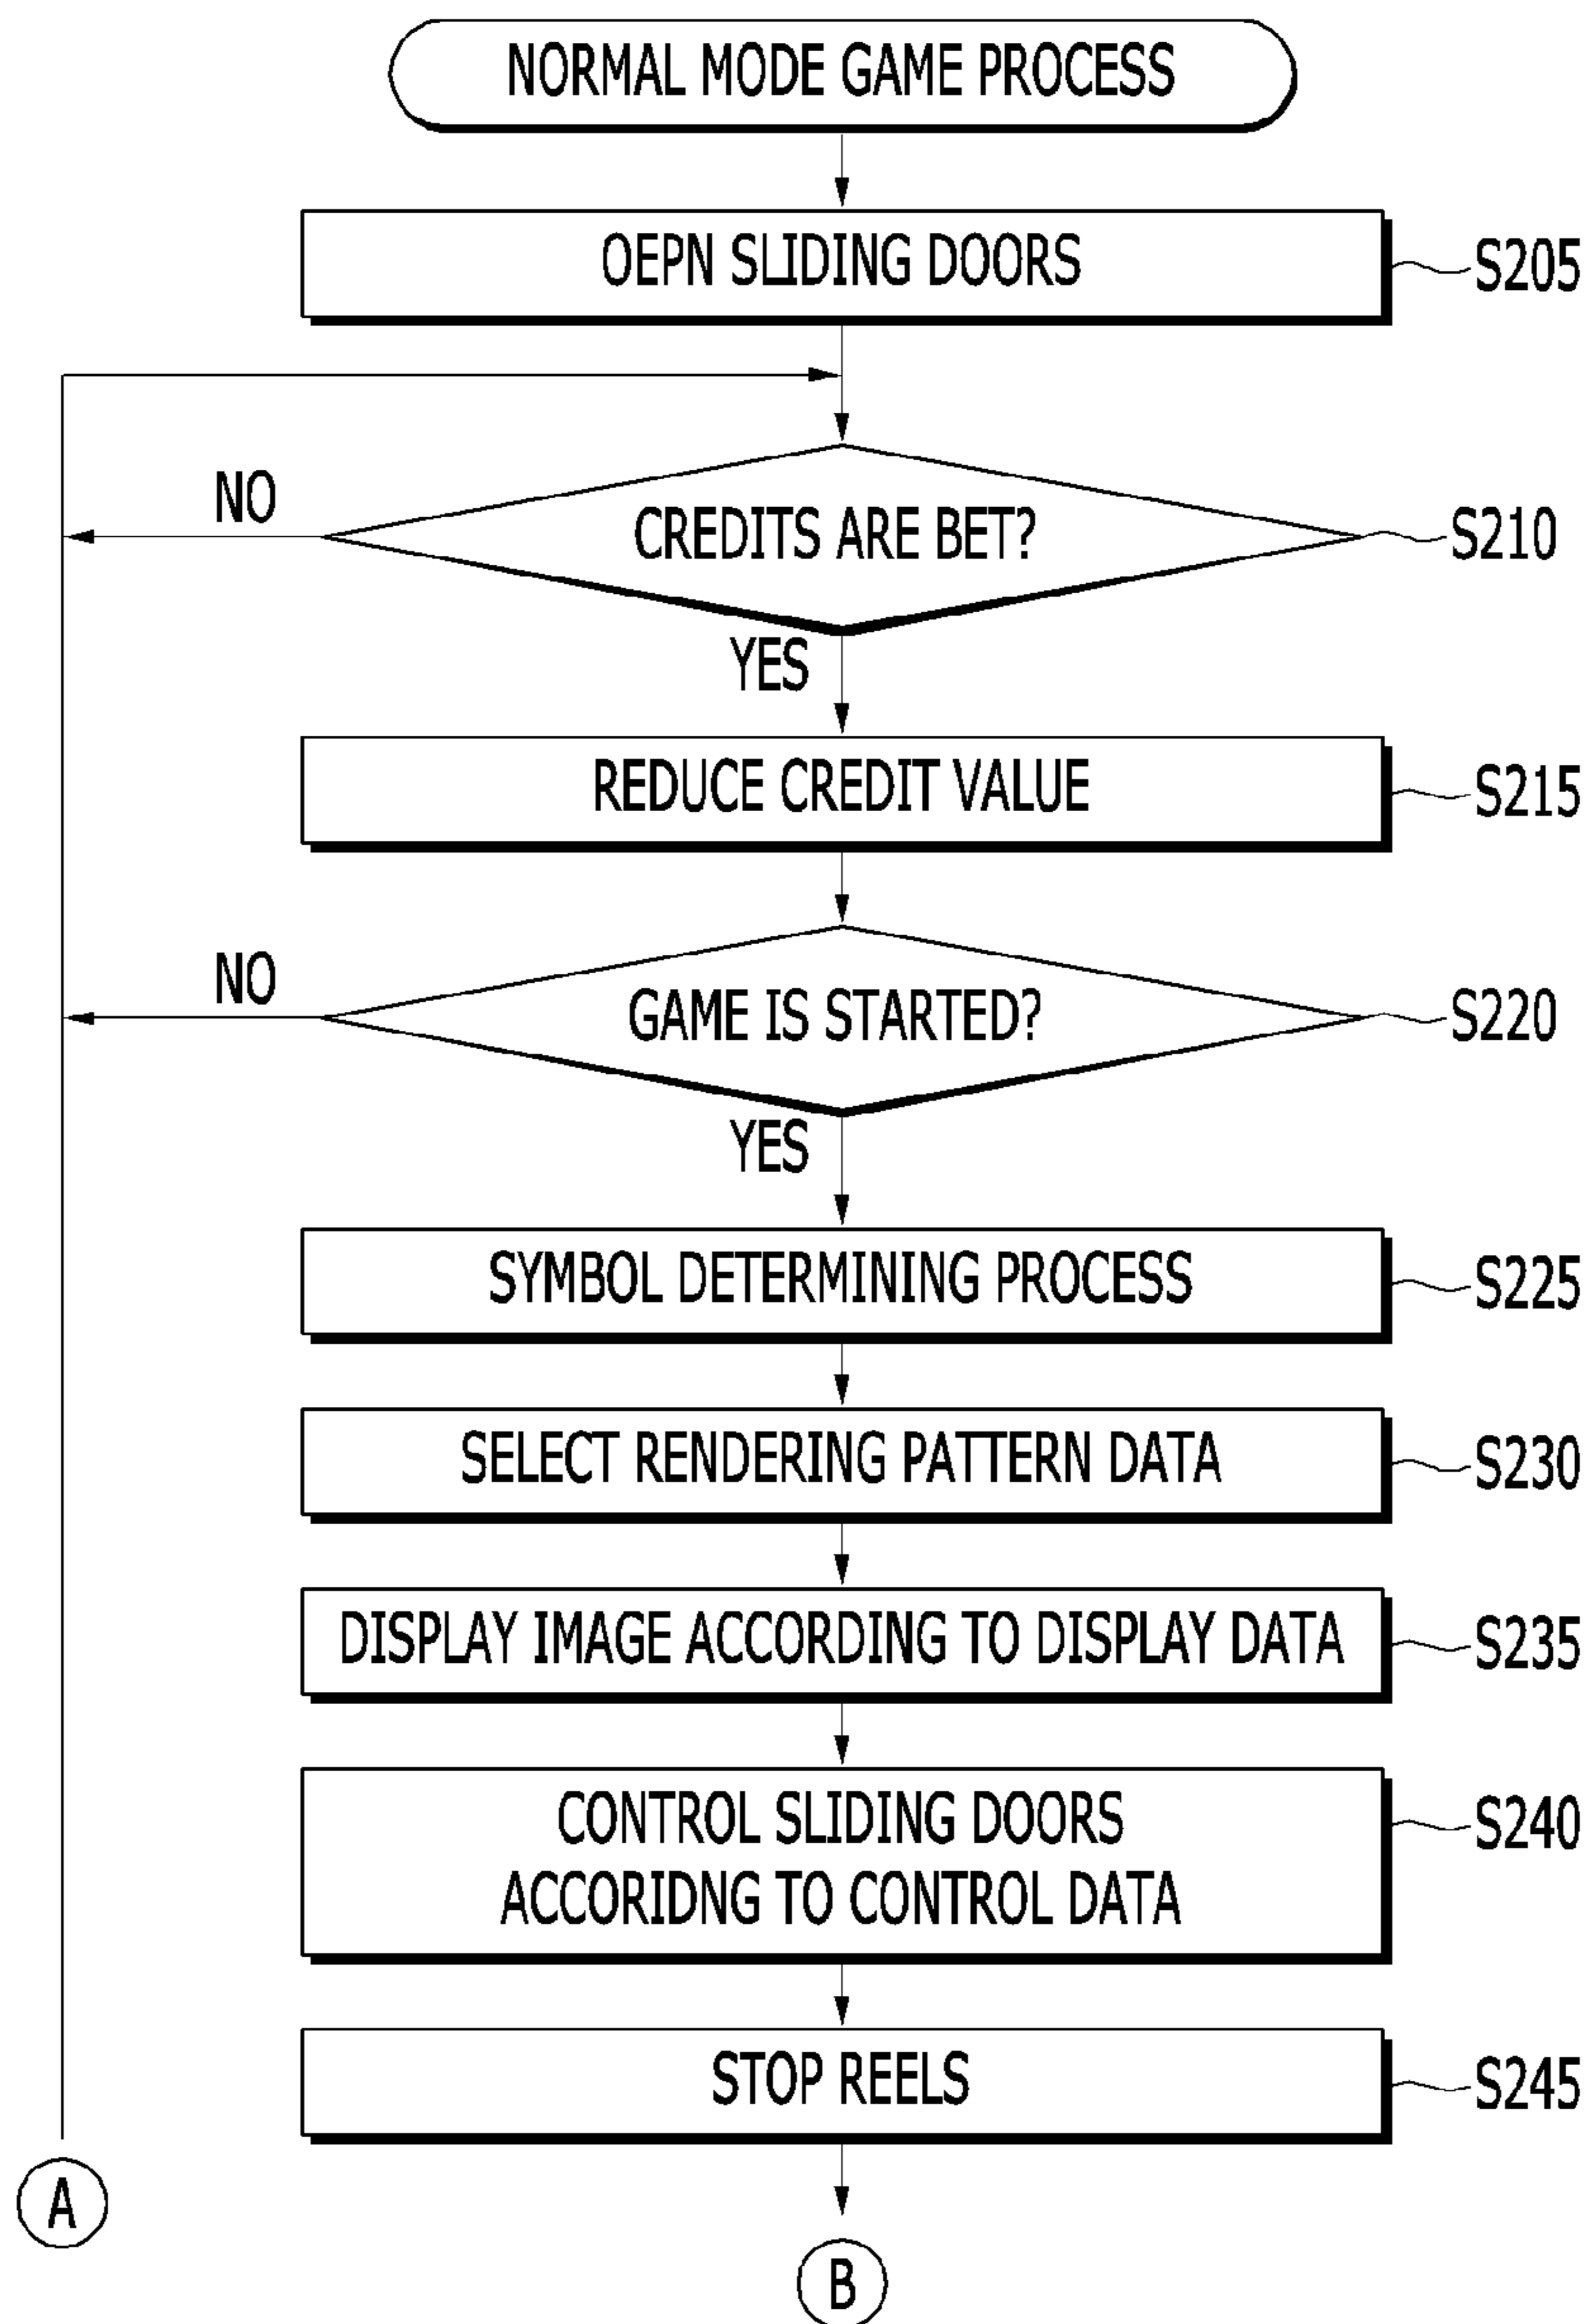 NORMAL MODE GAME PROCESS
OEPN SLIDING DOORS
S205
NO
CREDITS ARE BET?
S210
YES
REDUCE CREDIT VALUE
S215
NO
GAME IS STARTED?
S220
YES
SYMBOL DETERMINING PROCESS
S225
SELECT RENDERING PATTERN DATA
S230
DISPLAY IMAGE ACCORDING TO DISPLAY DATA
S235
CONTROL SLIDING DOORS
S240
ACCORIDNG TO CONTROL DATA
STOP REELS
S245
A
B